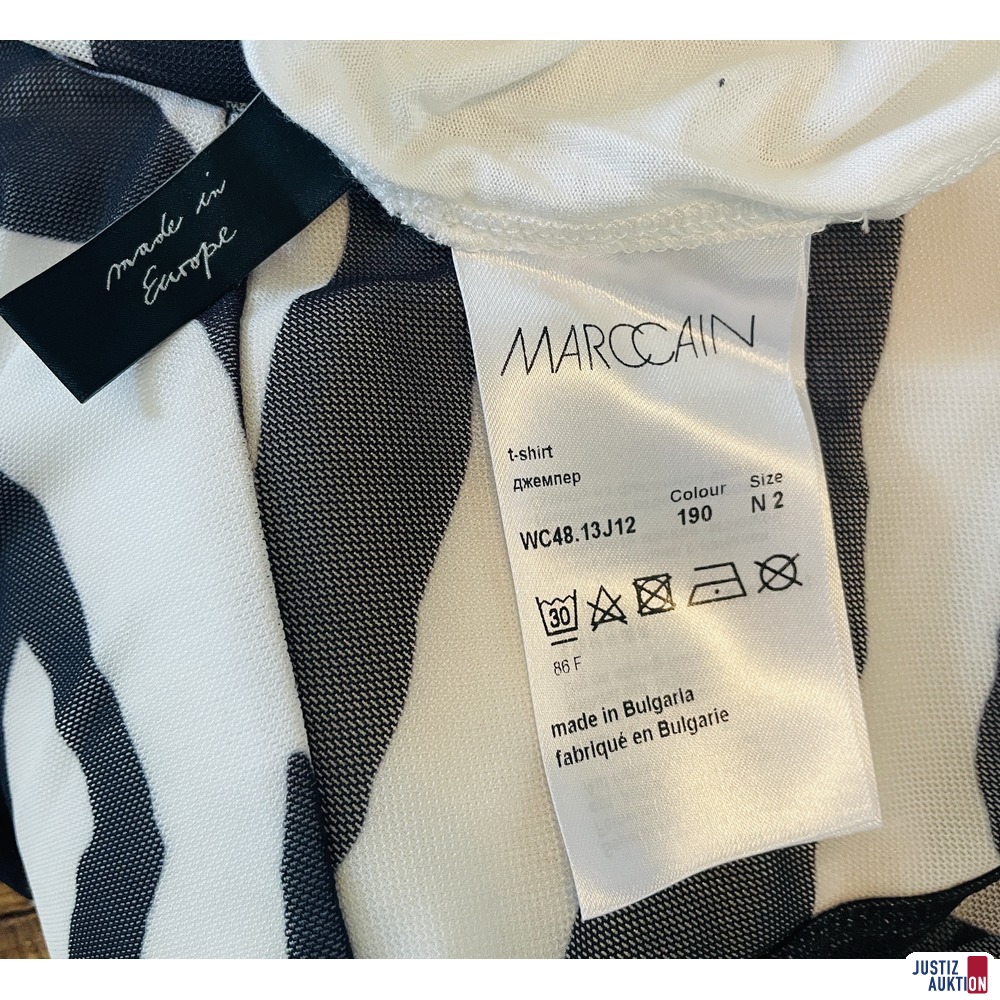 made in
Europe
MARCCAIN
t-shirt
джемпер
WC48.13J12
Colour
190
Size
N 2
30
86 F
made in Bulgaria
fabriqué en Bulgarie
JUSTIZ
AUKTION